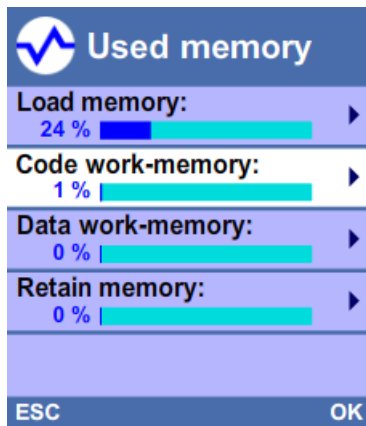 Used memory
Load memory:
24 %
Code work-memory:
1 %
Data work-memory:
0 %
Retain memory:
0 %
ESC OK